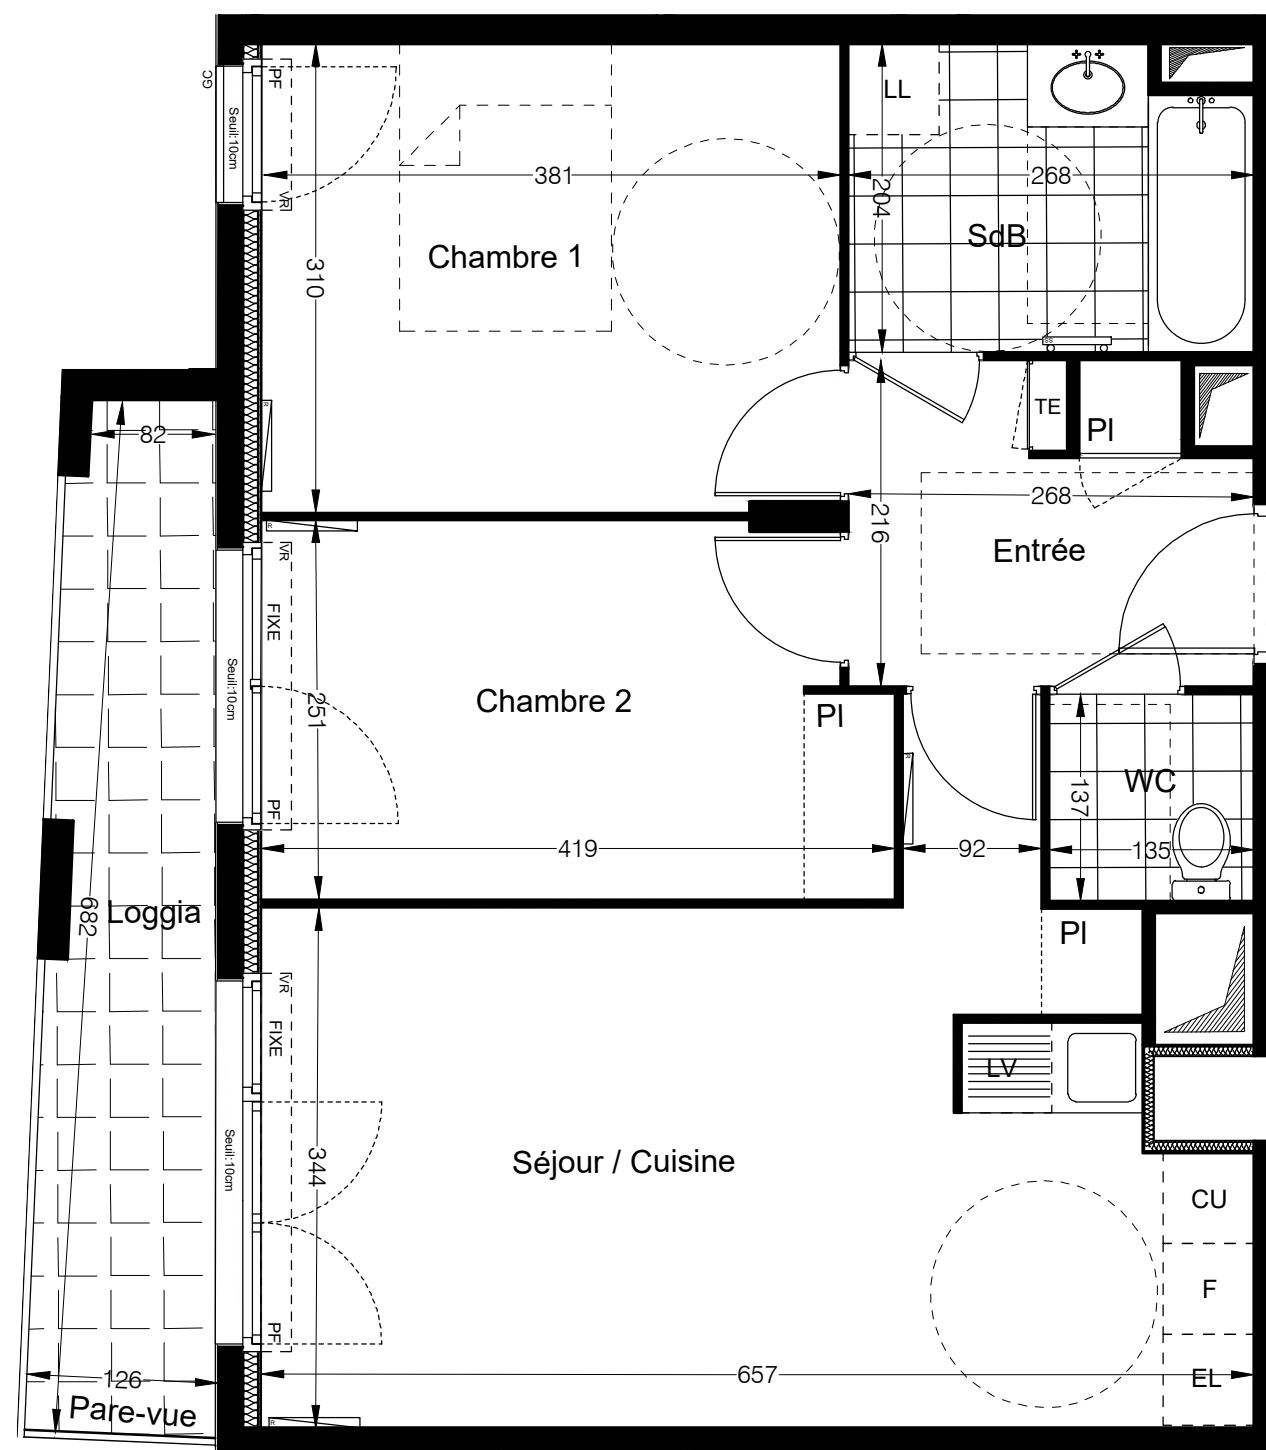 PF
GC
Seuil:10cm
VR
381
310
Chambre 1
R
LL
204
268
SdB
SS
TE
Pl
82
268
216
Entrée
R
VR
FIXE
Seuil:10cm
251
PF
Chambre 2
Pl
R
419
92
WC
137
135
682
Loggia
VR
FIXE
Seuil:10cm
PF
Pl
LV
344
Séjour / Cuisine
CU
F
EL
657
126
Pare-vue
R